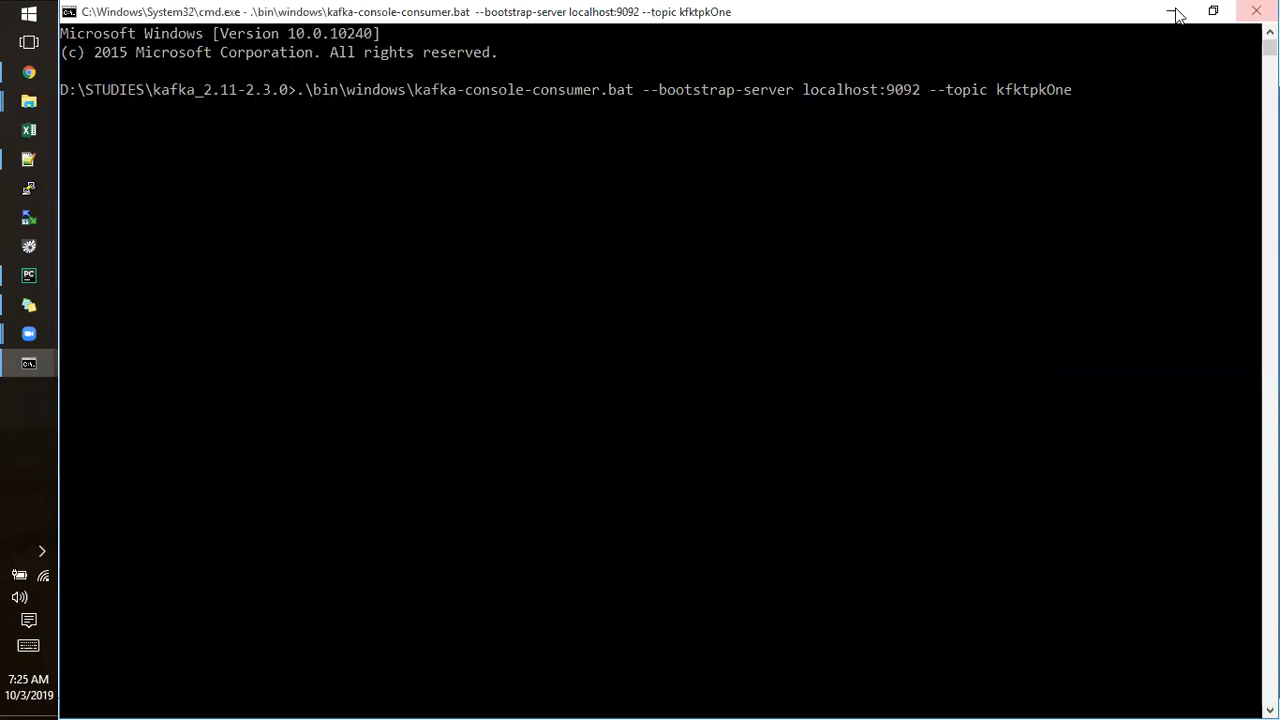 C:\Windows\System32\cmd.exe - .\bin\windows\kafka-console-consumer.bat --bootstrap-server localhost:9092 --topic kfktpkOne
Microsoft Windows [Version 10.0.10240]
(c) 2015 Microsoft Corporation. All rights reserved.
D:\STUDIES\kafka_2.11-2.3.0>.\bin\windows\kafka-console-consumer.bat --bootstrap-server localhost:9092 --topic kfktpkOne
PC
C:\.
7:25 AM
10/3/2019